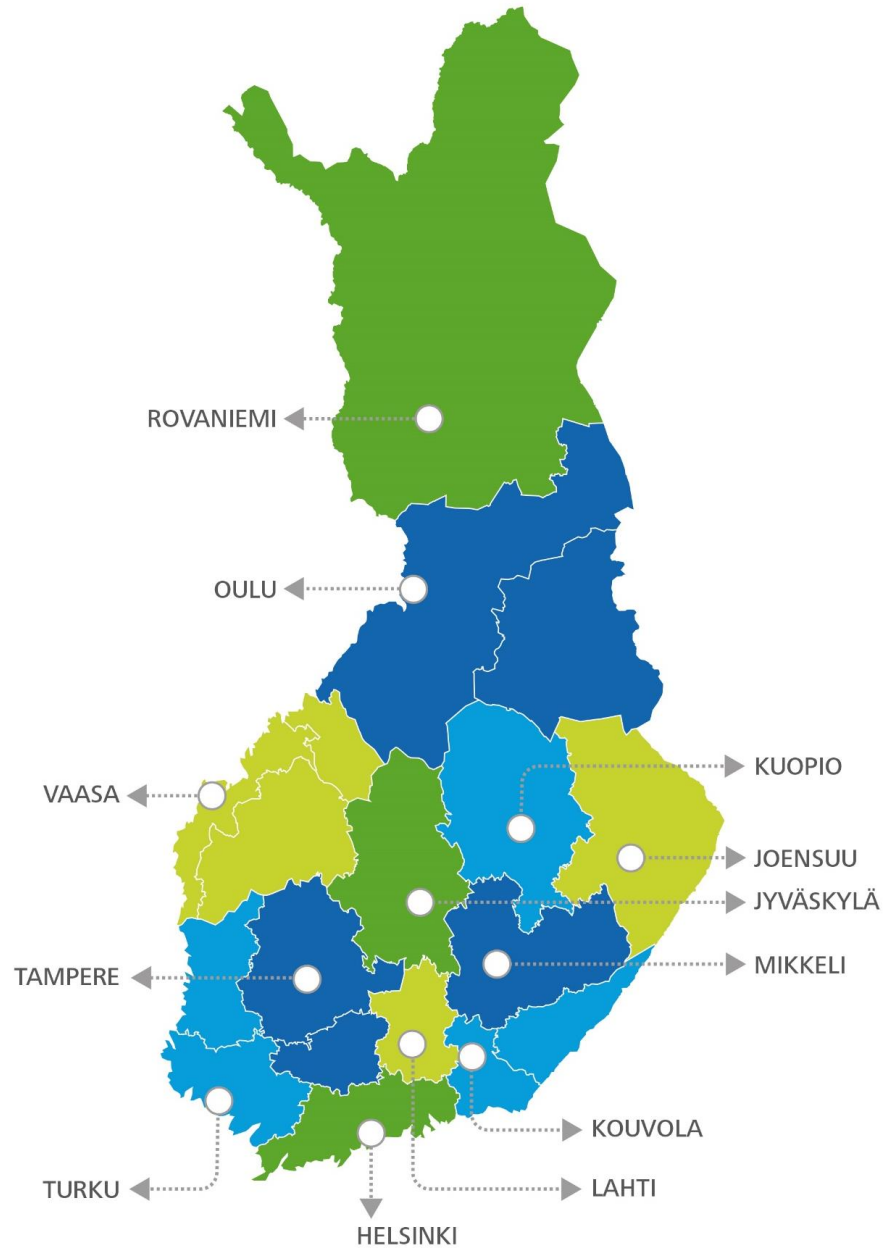 ROVANIEMI
OULU
KUOPIO
VAASA
JOENSUU
JYVÄSKYLÄ
MIKKELI
TAMPERE
KOUVOLA
TURKU
LAHTI
HELSINKI